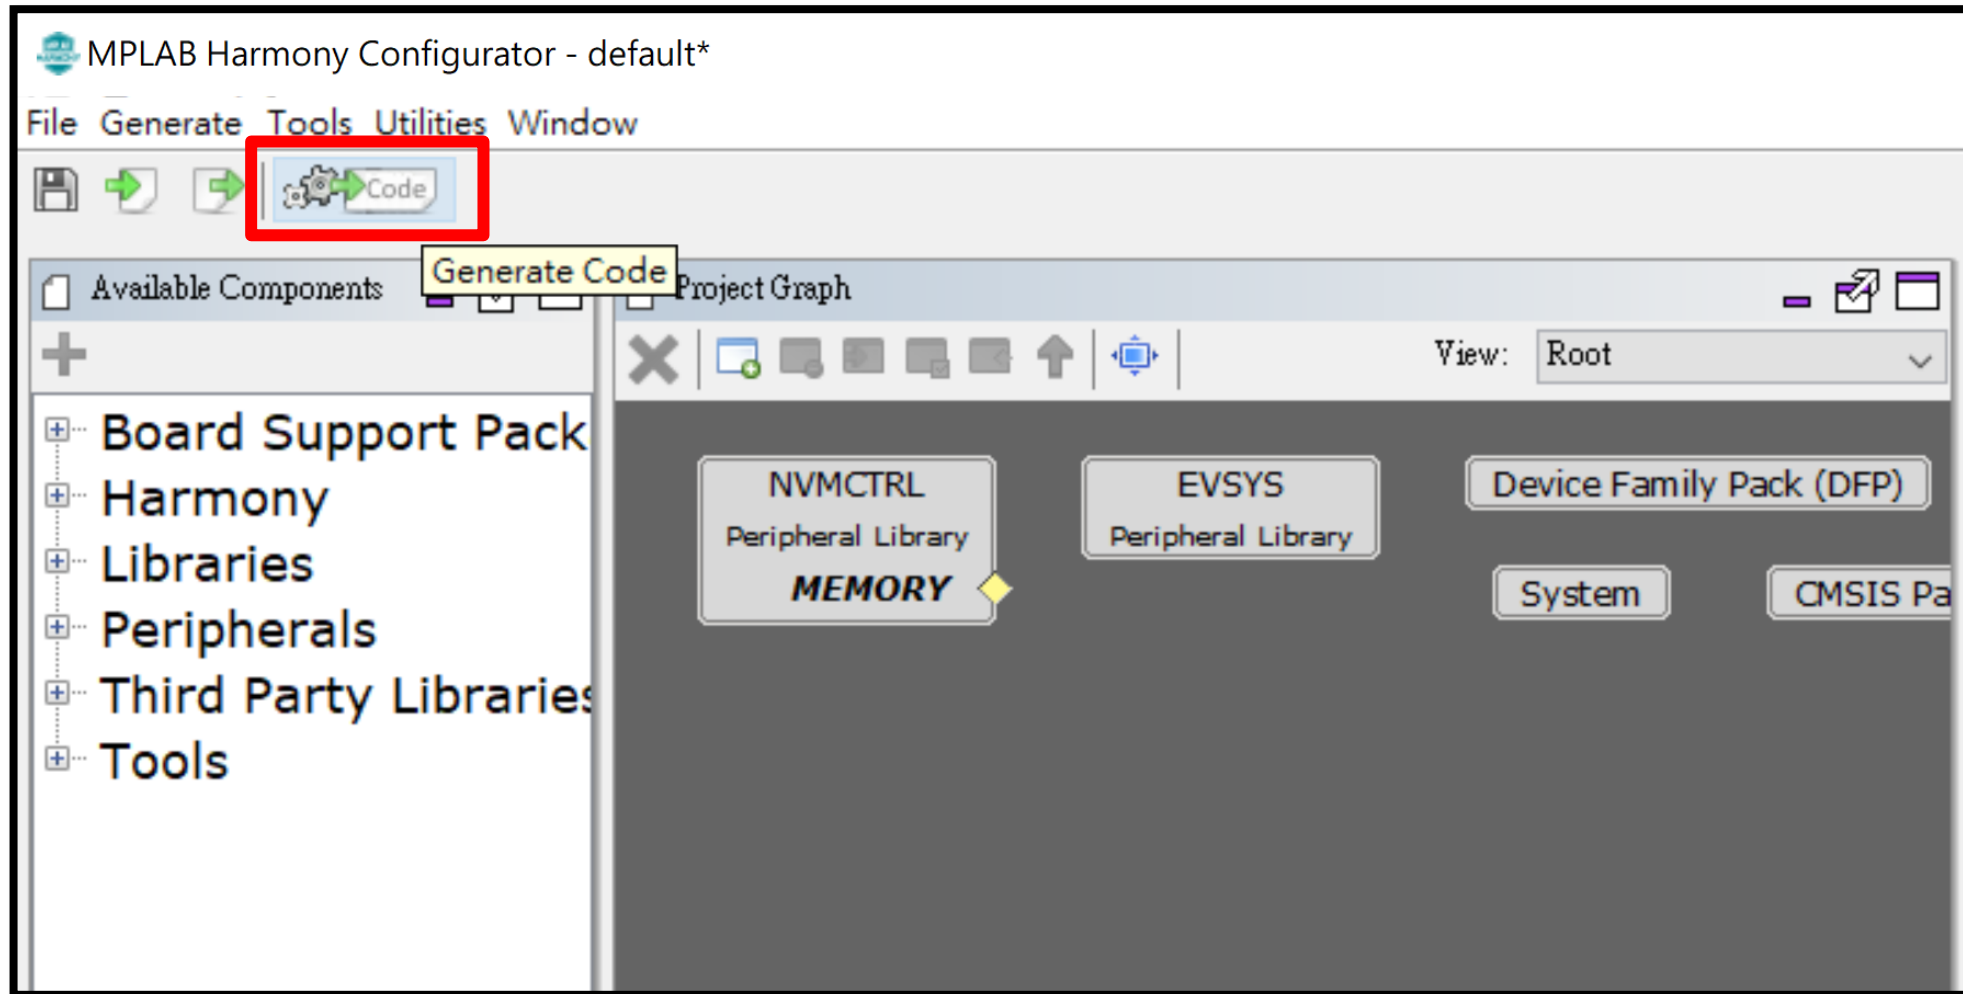 MPLAB Harmony Configurator - default*
File Generate Tools Utilities Window
Code
Generate Code
Available Components
Project Graph
View: Root
Board Support Pack
Harmony
Libraries
Peripherals
Third Party Libraries
Tools
NVMCTRL
Peripheral Library
MEMORY
EVSYS
Peripheral Library
Device Family Pack (DFP)
System
CMSIS Pa